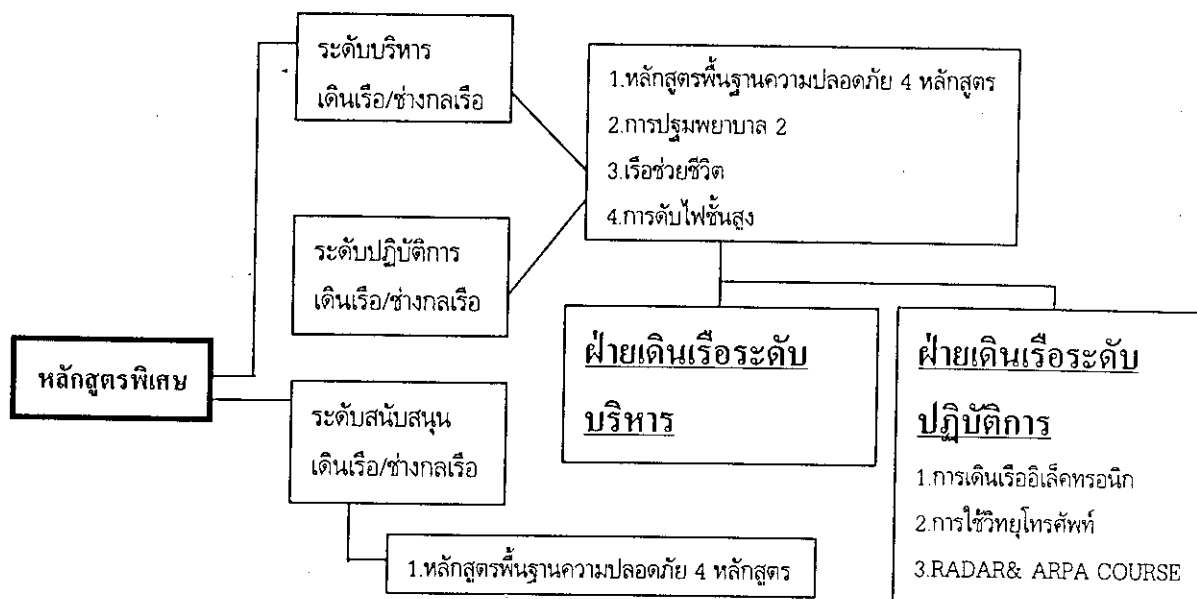 ระดับบริหาร
เดินเรือ/ช่างกลเรือ
1.หลักสูตรพื้นฐานความปลอดภัย 4 หลักสูตร
2.การปฐมพยาบาล 2
3.เรือช่วยชีวิต
4.การดับไฟชั้นสูง
ระดับปฏิบัติการ
เดินเรือ/ช่างกลเรือ
หลักสูตรพิเศษ
ฝ่ายเดินเรือระดับ
บริหาร
ฝ่ายเดินเรือระดับ
ปฏิบัติการ
1.การเดินเรืออิเล็คทรอนิก
2.การใช้วิทยุโทรศัพท์
3.RADAR& ARPA COURSE
ระดับสนับสนุน
เดินเรือ/ช่างกลเรือ
1.หลักสูตรพื้นฐานความปลอดภัย 4 หลักสูตร